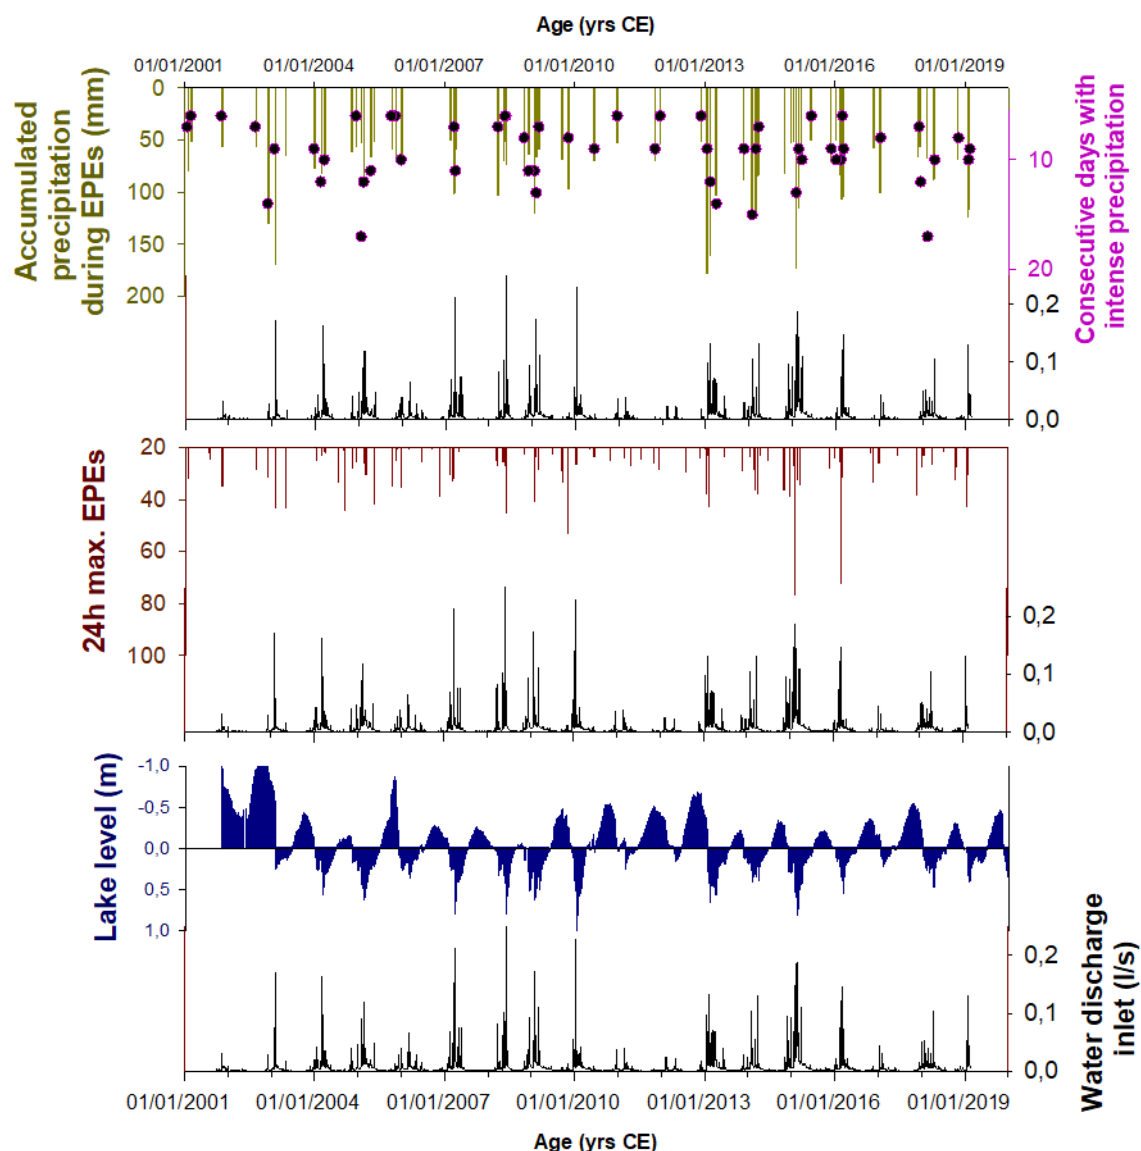 Age (yrs CE)
01/01/2001 01/01/2004 01/01/2007 01/01/2010 01/01/2013 01/01/2016 01/01/2019
Accumulated
precipitation
during EPEs (mm)
0
50
100
150
200
10
20
Consecutive days with
intense precipitation
0,2
0,1
0,0
24h max. EPEs
20
40
60
80
100
0,2
0,1
0,0
Lake level (m)
-1,0
-0,5
0,0
0,5
1,0
0,2
0,1
0,0
Water discharge
inlet (l/s)
01/01/2001 01/01/2004 01/01/2007 01/01/2010 01/01/2013 01/01/2016 01/01/2019
Age (yrs CE)